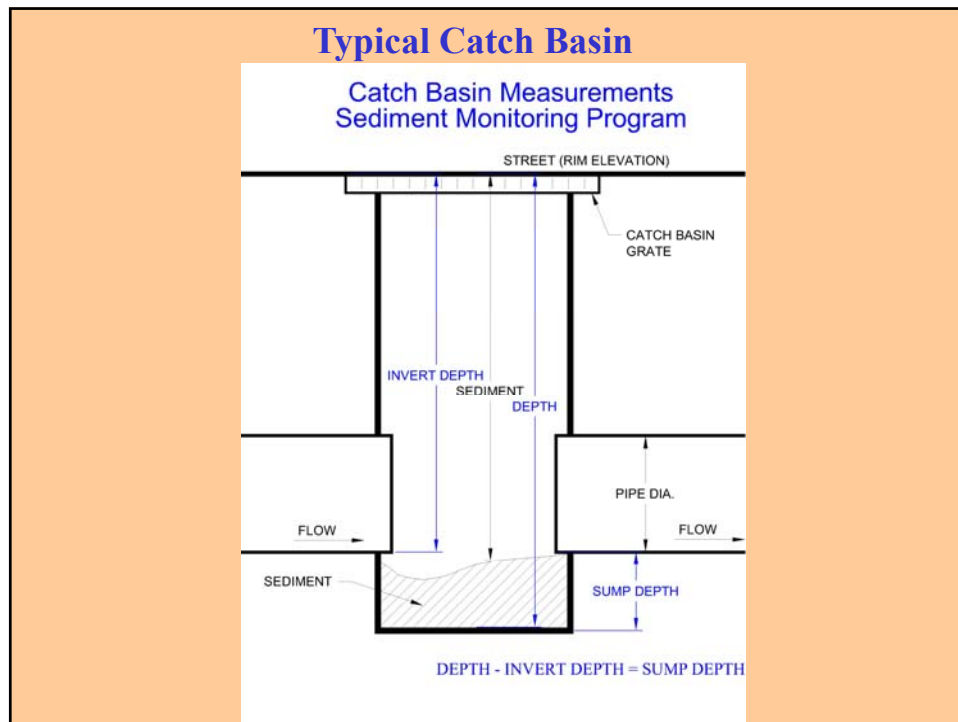 Typical Catch Basin
Catch Basin Measurements
Sediment Monitoring Program
STREET (RIM ELEVATION)
CATCH BASIN
GRATE
INVERT DEPTH
SEDIMENT
DEPTH
PIPE DIA.
FLOW
FLOW
SEDIMENT
SUMP DEPTH
DEPTH - INVERT DEPTH = SUMP DEPTH